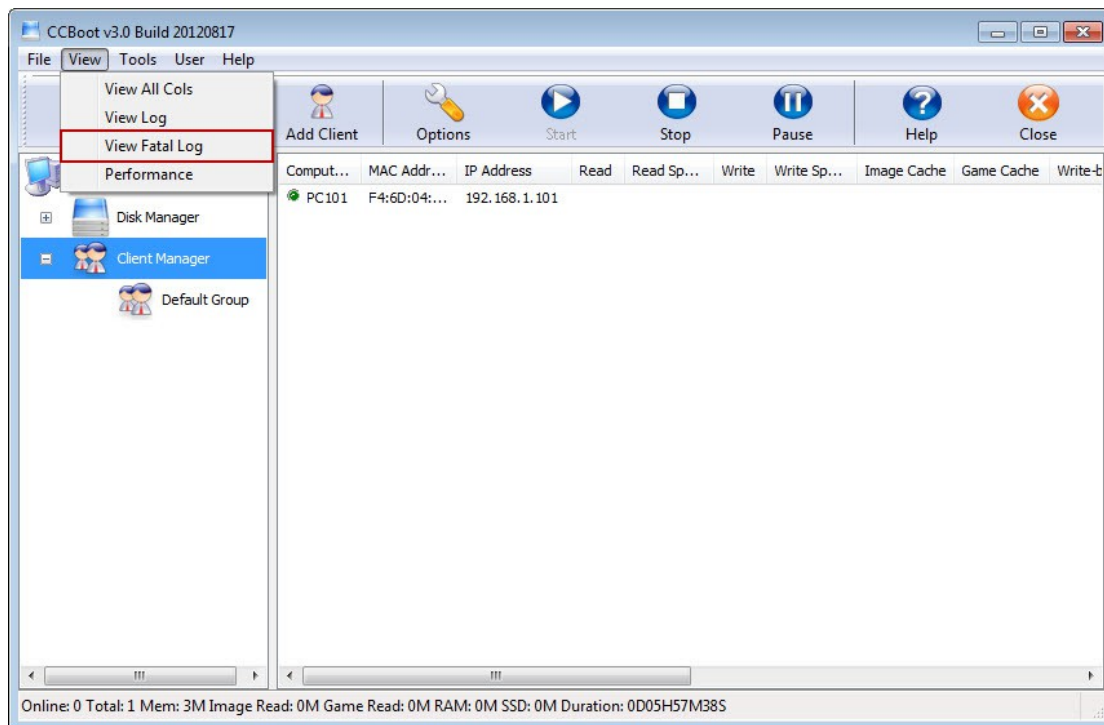 CCBoot v3.0 Build 20120817
File View Tools User Help
View All Cols
View Log
View Fatal Log
Performance
Add Client Options Start Stop Pause Help Close
Comput... MAC Addr... IP Address Read Read Sp... Write Write Sp... Image Cache Game Cache Write-b
PC101 F4:6D:04:... 192.168.1.101
Disk Manager
Client Manager
Default Group
Online: 0 Total: 1 Mem: 3M Image Read: 0M Game Read: 0M RAM: 0M SSD: 0M Duration: 0D05H57M38S